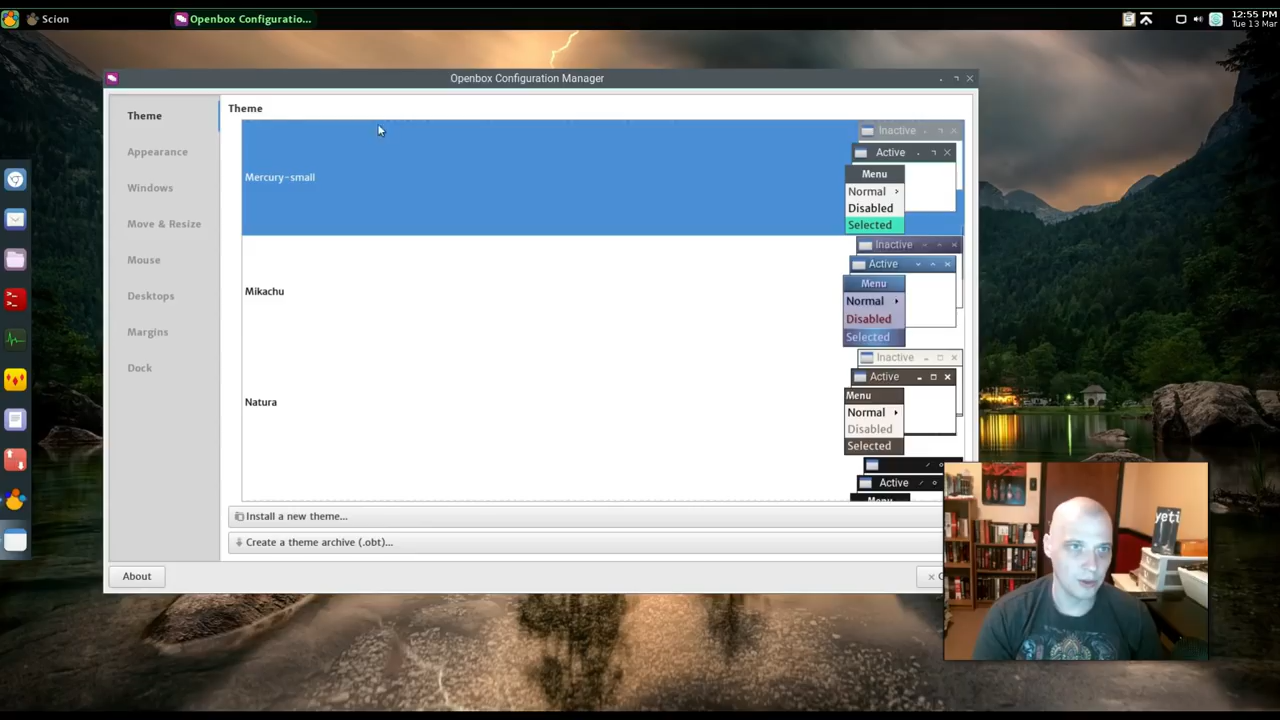 Scion
Openbox Configuratio...
12:55 PM
Tue 13 Mar
Openbox Configuration Manager
Theme
Appearance
Windows
Move & Resize
Mouse
Desktops
Margins
Dock
Theme
Mercury-small
Inactive
Active
Menu
Normal
Disabled
Selected
Mikachu
Inactive
Active
Menu
Normal
Disabled
Selected
Natura
Inactive
Active
Menu
Normal
Disabled
Selected
Active
Menu
Install a new theme...
Create a theme archive (.obt)...
About
yeti